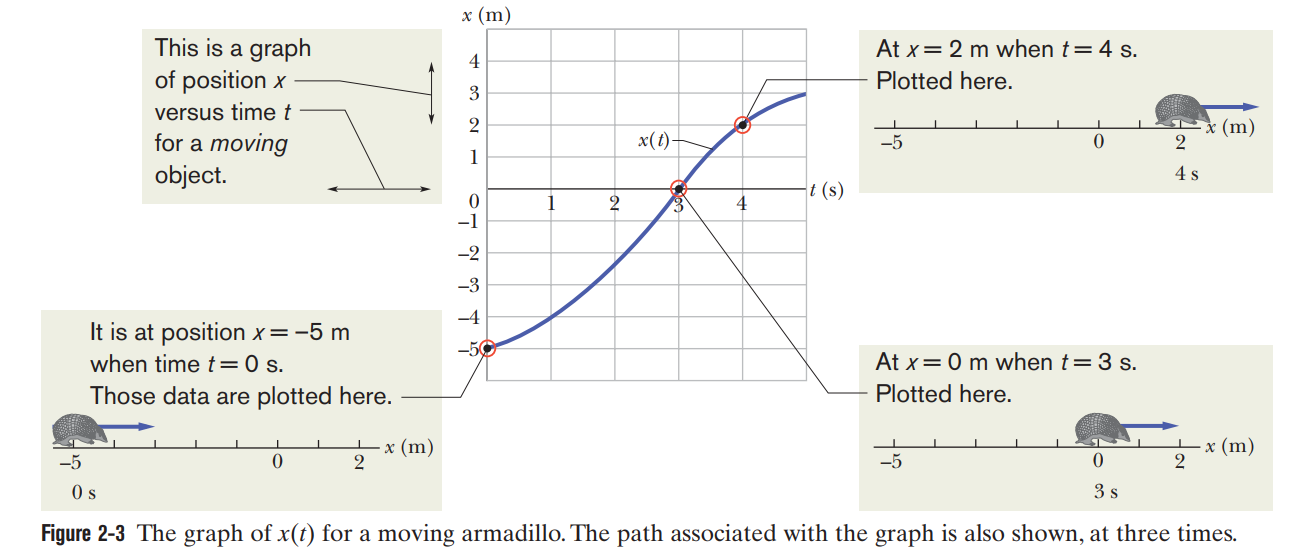 This is a graph
of position x
versus time t
for a moving
object.
x (m)
4
3
2
1
0
–1
–2
–3
–4
–5
1
2
3
4
t (s)
x(t)
At x = 2 m when t = 4 s.
Plotted here.
–5
0
2
x (m)
4 s
It is at position x = –5 m
when time t = 0 s.
Those data are plotted here.
–5
0
2
x (m)
0 s
At x = 0 m when t = 3 s.
Plotted here.
–5
0
2
x (m)
3 s
Figure 2-3 The graph of x(t) for a moving armadillo. The path associated with the graph is also shown, at three times.